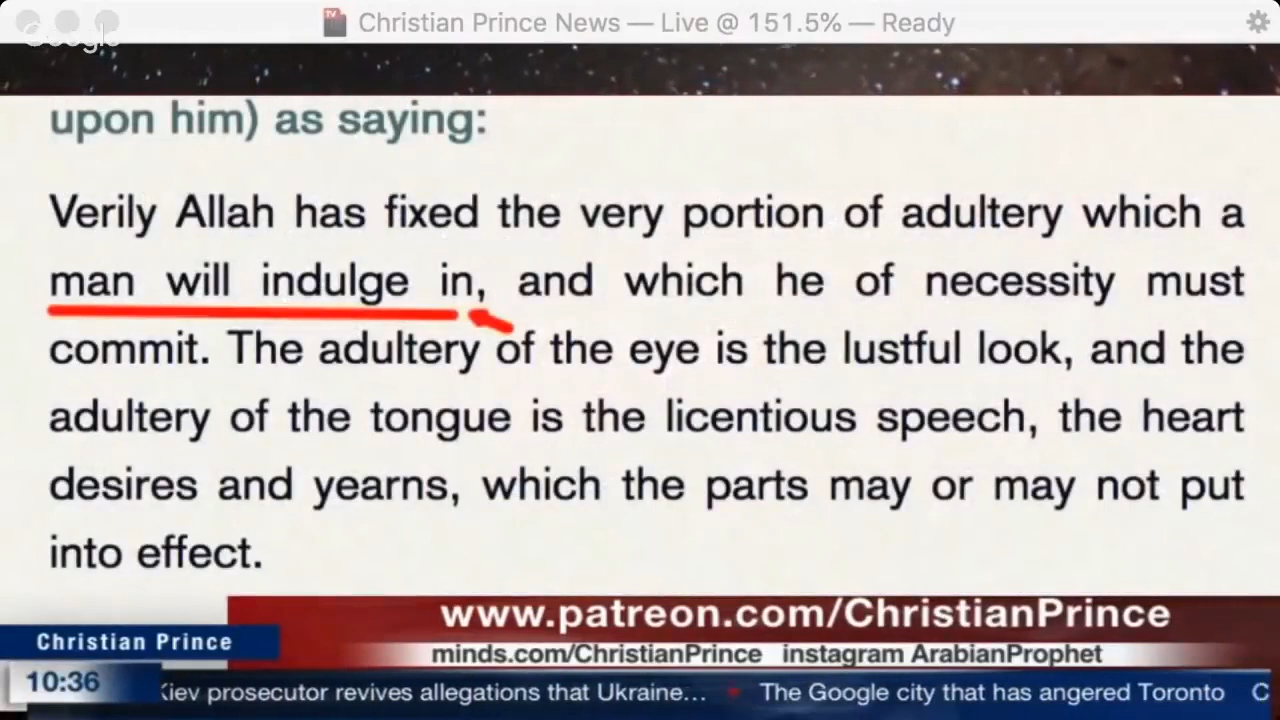 Christian Prince News — Live @ 151.5% — Ready
Google
upon him) as saying:
Verily Allah has fixed the very portion of adultery which a
man will indulge in, and which he of necessity must
commit. The adultery of the eye is the lustful look, and the
adultery of the tongue is the licentious speech, the heart
desires and yearns, which the parts may or may not put
into effect.
www.patreon.com/ChristianPrince
Christian Prince
minds.com/ChristianPrince instagram ArabianProphet
10:36
Kiev prosecutor revives allegations that Ukraine... • The Google city that has angered Toronto C